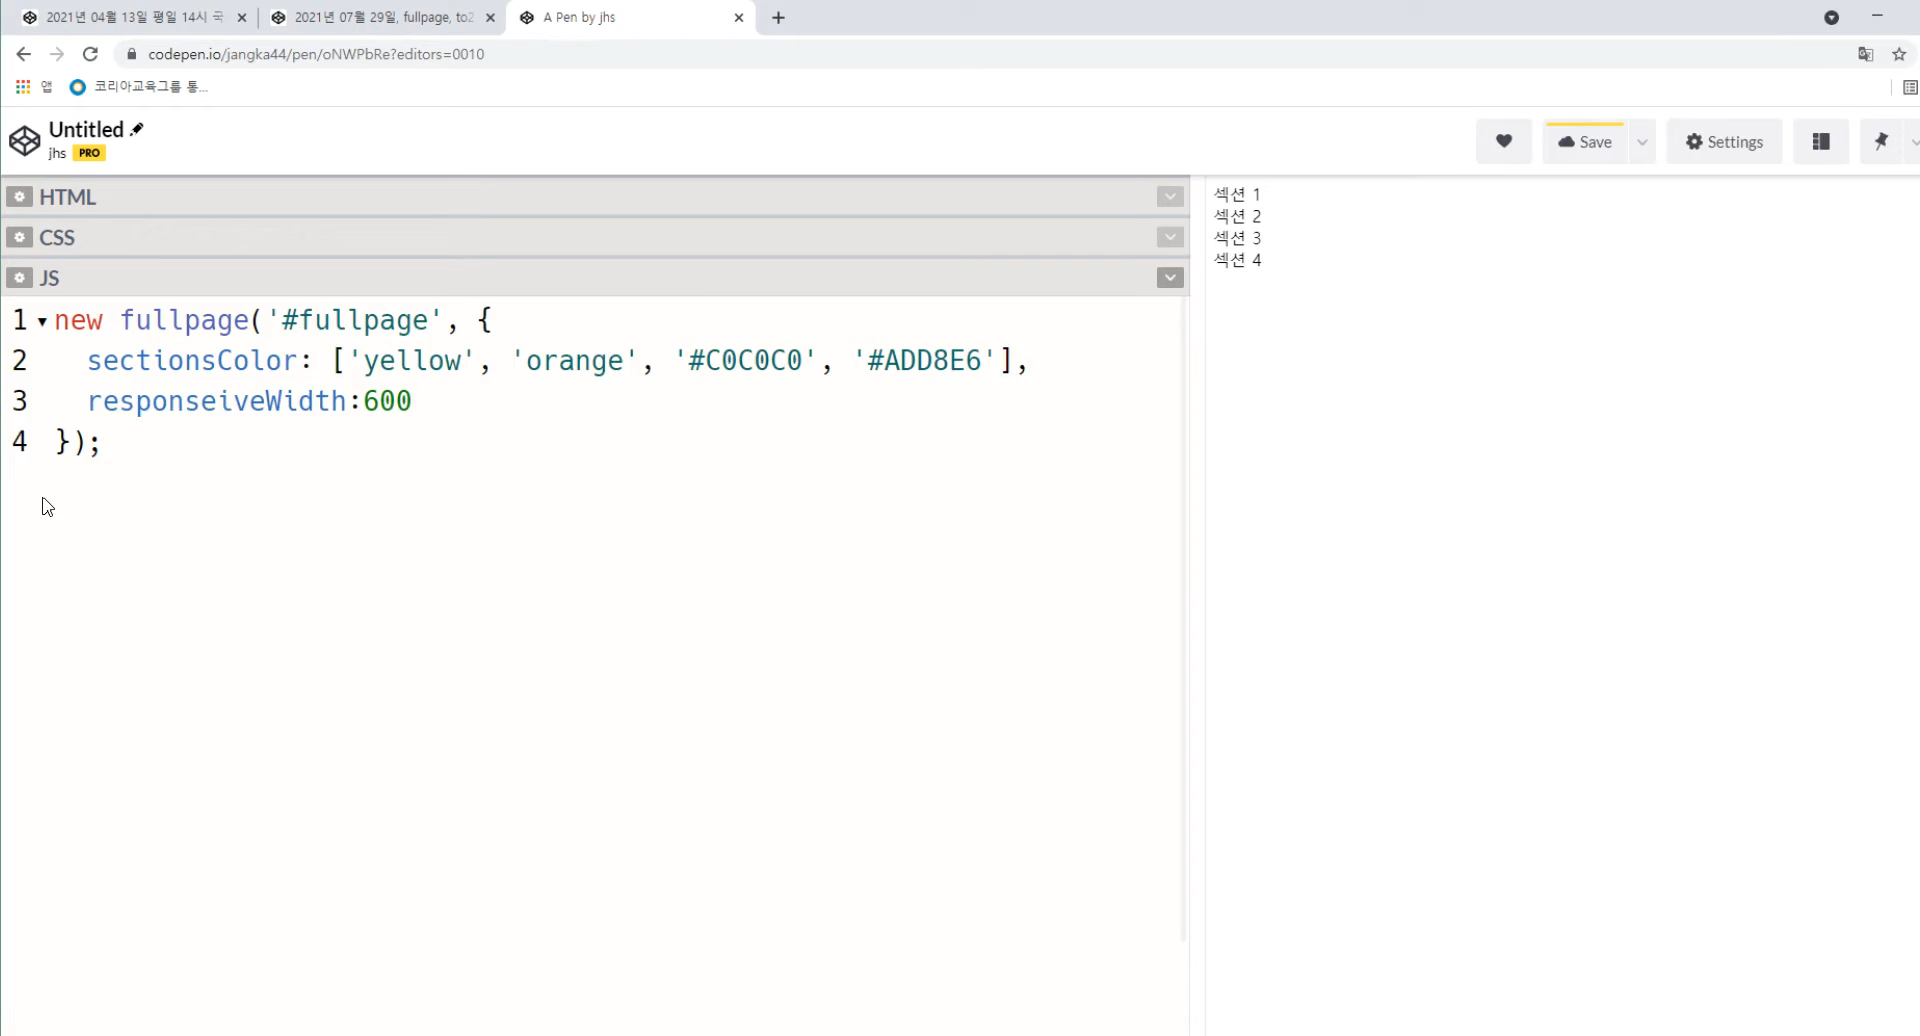 2021년 04월 13일 평일 14시 국
2021년 07월 29일, fullpage, to2
A Pen by jhs
codepen.io/jangka44/pen/oNWPbRe?editors=0010
앱
코리아교육그룹 통...
Untitled
jhs PRO
Save
Settings
HTML
CSS
JS
1 new fullpage('#fullpage', {
2 sectionsColor: ['yellow', 'orange', '#C0C0C0', '#ADD8E6'],
3 responseiveWidth:600
4 });
섹션 1
섹션 2
섹션 3
섹션 4